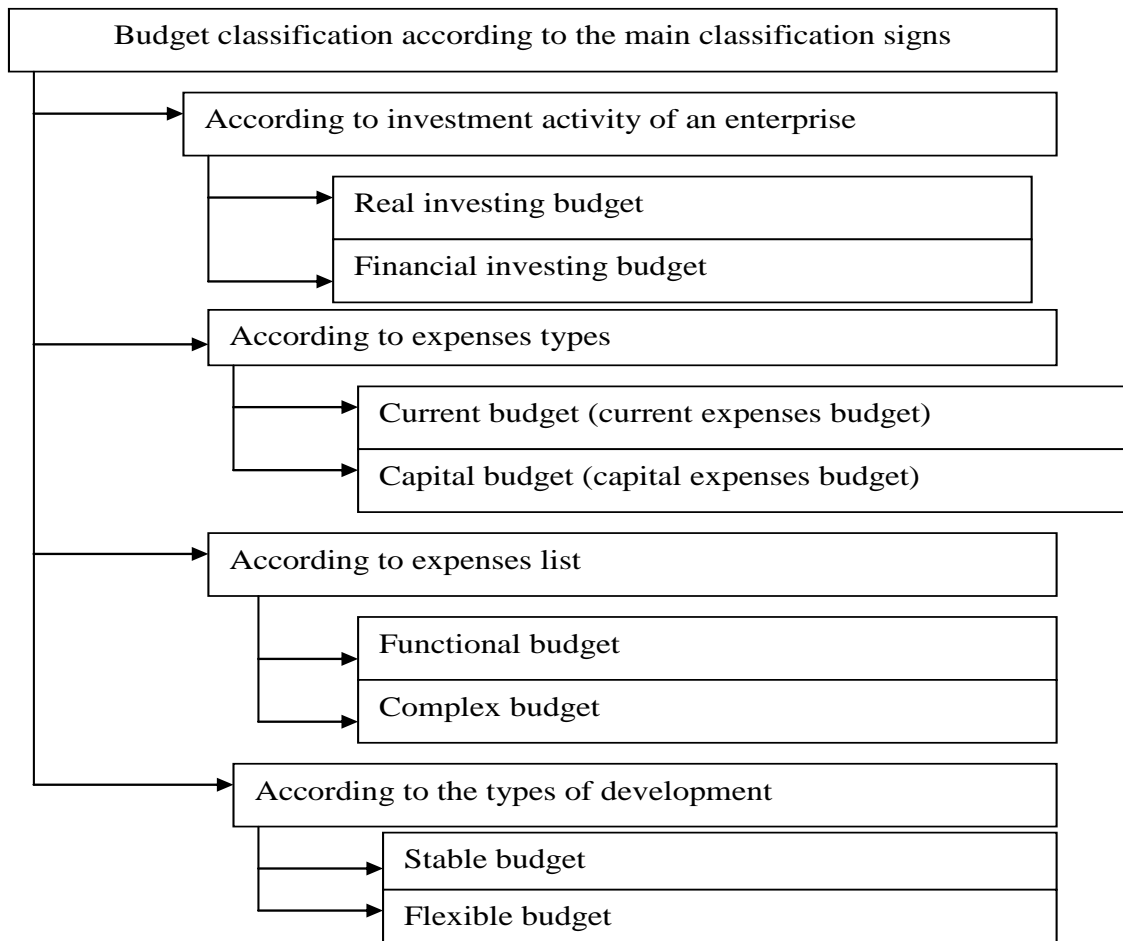 Budget classification according to the main classification signs
According to investment activity of an enterprise
Real investing budget
Financial investing budget
According to expenses types
Current budget (current expenses budget)
Capital budget (capital expenses budget)
According to expenses list
Functional budget
Complex budget
According to the types of development
Stable budget
Flexible budget